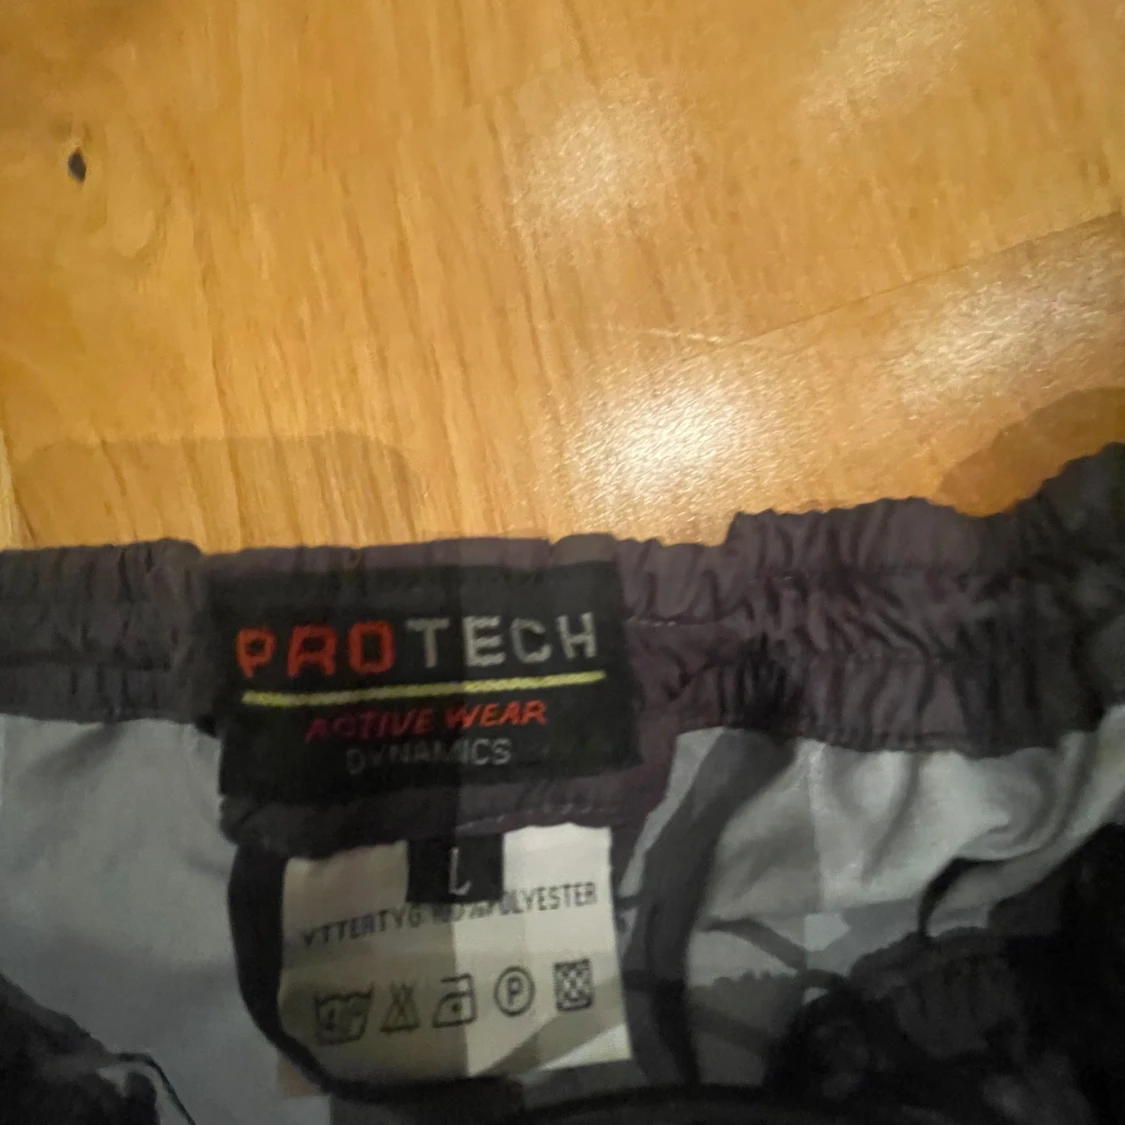 PROTECH
ACTIVE WEAR
DYNAMICS
L
YTTERTYG 100% POLYESTER
P